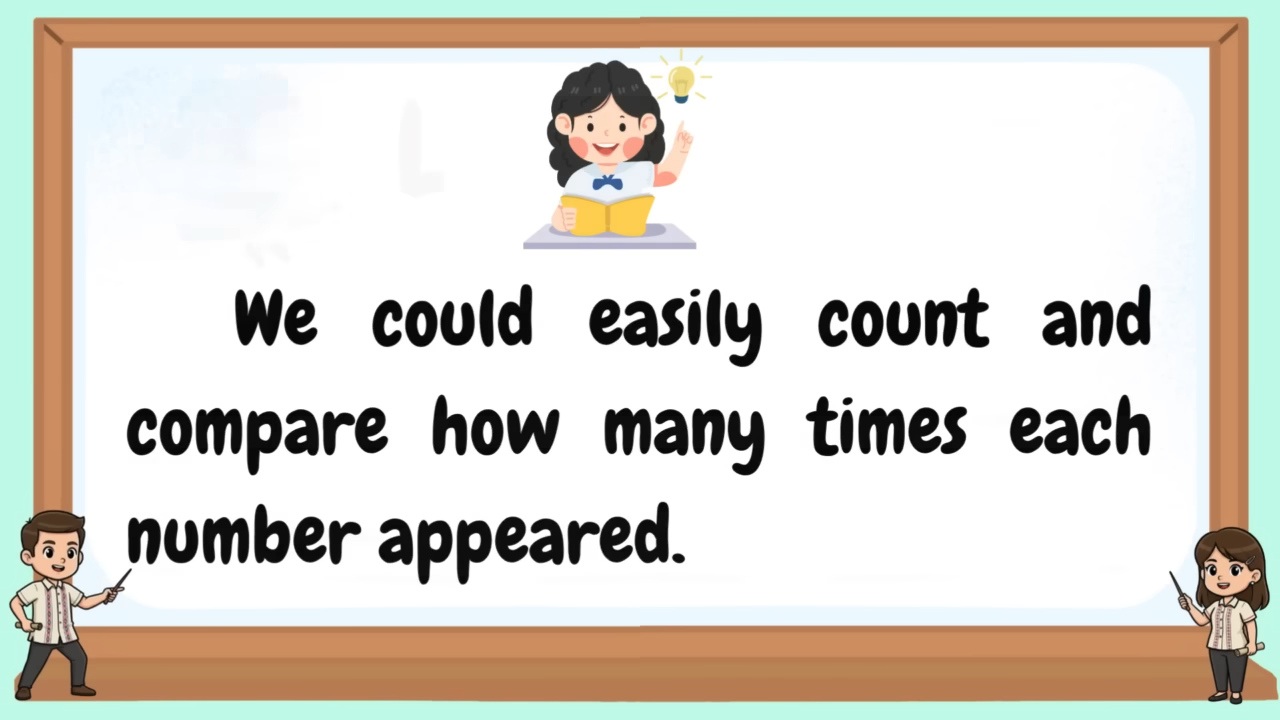 We could easily count and
compare how many times each
number appeared.